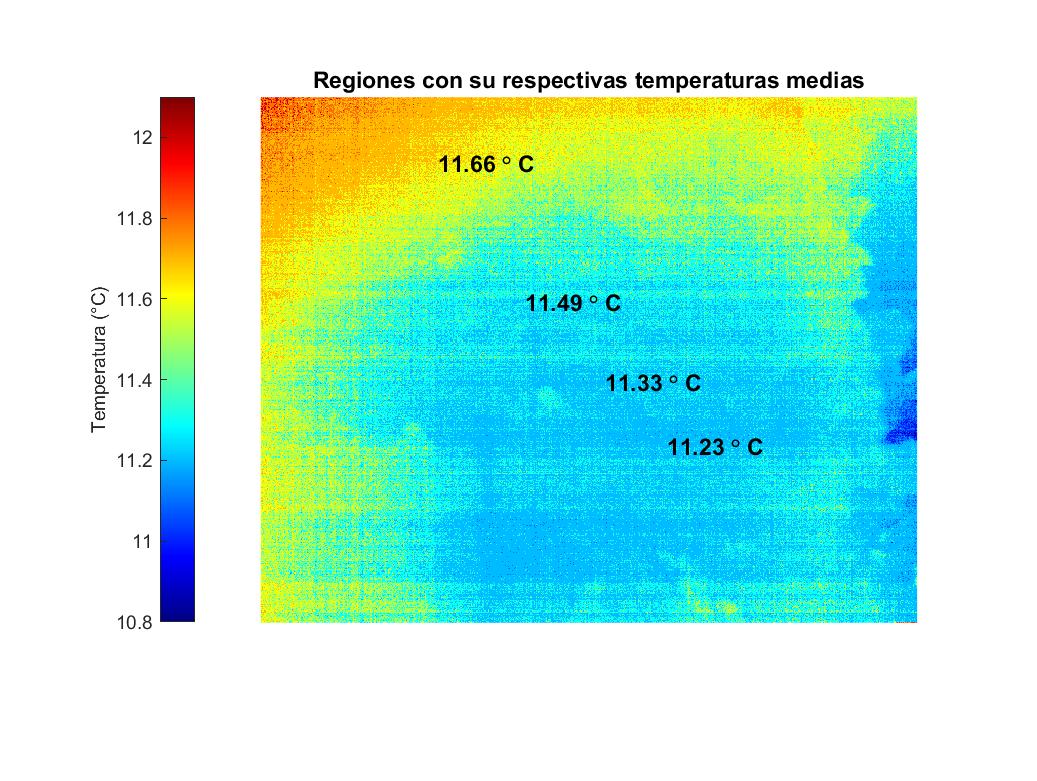 Regiones con su respectivas temperaturas medias
12
11.8
11.6
11.4
11.2
11
10.8
Temperatura (°C)
11.66 ° C
11.49 ° C
11.33 ° C
11.23 ° C